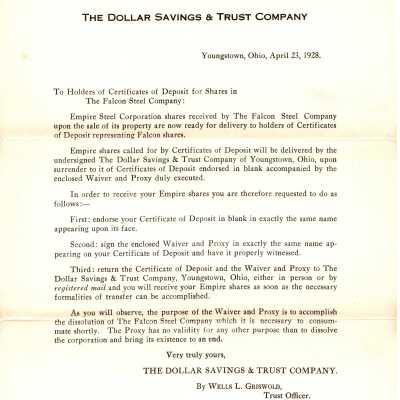 THE DOLLAR SAVINGS & TRUST COMPANY
Youngstown, Ohio, April 23, 1928.
To Holders of Certificates of Deposit for Shares in
The Falcon Steel Company:
Empire Steel Corporation shares received by The Falcon Steel Company
upon the sale of its property are now ready for delivery to holders of Certificates
of Deposit representing Falcon shares.
Empire shares called for by Certificates of Deposit will be delivered by the
undersigned The Dollar Savings & Trust Company of Youngstown, Ohio, upon
surrender to it of Certificates of Deposit endorsed in blank accompanied by the
enclosed Waiver and Proxy duly executed.
In order to receive your Empire shares you are therefore requested to do as
follows:—
First: endorse your Certificate of Deposit in blank in exactly the same name
appearing upon its face.
Second: sign the enclosed Waiver and Proxy in exactly the same name ap-
pearing on your Certificate of Deposit and have it properly witnessed.
Third: return the Certificate of Deposit and the Waiver and Proxy to The
Dollar Savings & Trust Company, Youngstown, Ohio, either in person or by
registered mail and you will receive your Empire shares as soon as the necessary
formalities of transfer can be accomplished.
As you will observe, the purpose of the Waiver and Proxy is to accomplish
the dissolution of The Falcon Steel Company which it is necessary to consum-
mate shortly. The Proxy has no validity for any other purpose than to dissolve
the corporation and bring its existence to an end.
Very truly yours,
THE DOLLAR SAVINGS & TRUST COMPANY.
By WELLS L. GRISWOLD,
Trust Officer.